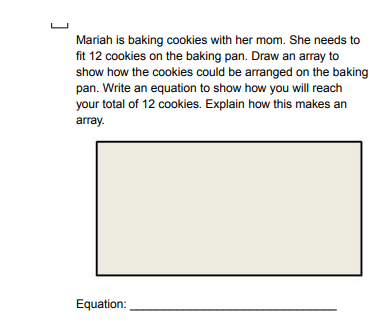 Mariah is baking cookies with her mom. She needs to
fit 12 cookies on the baking pan. Draw an array to
show how the cookies could be arranged on the baking
pan. Write an equation to show how you will reach
your total of 12 cookies. Explain how this makes an
array.
Equation: ________________________________